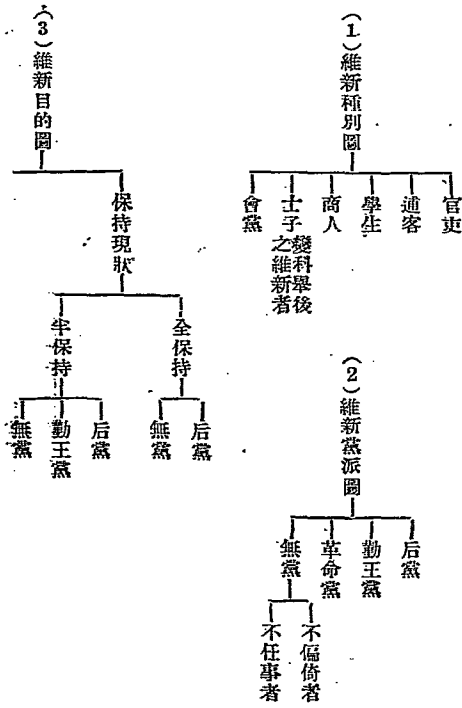 (1)維新種別圖
官吏
逋客
學生
商人
士子變科舉後之維新者
會黨
(2)維新黨派圖
后黨
勤王黨
革命黨
無黨
不偏倚者
不任事者
(3)維新目的圖
保持現狀
全保持
后黨
無黨
半保持
后黨
勤王黨
無黨